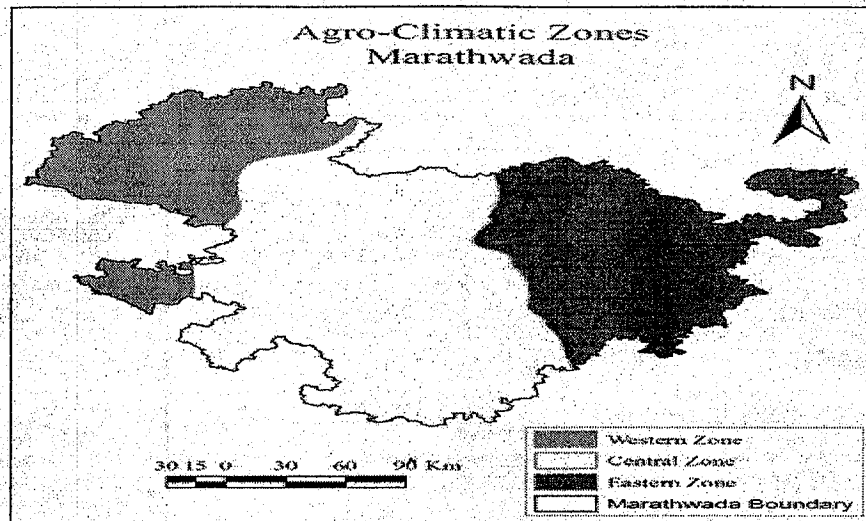 Agro-Climatic Zones
Marathwada
N
30 15 0 30 60 90 Km
Western Zone
Central Zone
Eastern Zone
Marathwada Boundary